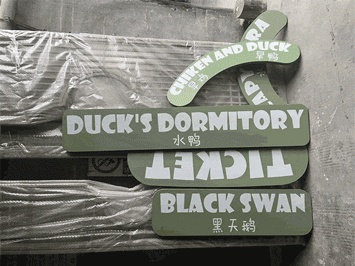 CHIKEN AND DUCK
DUCK'S DORMITORY
水鸭
TICKET
BLACK SWAN
黑天鹅